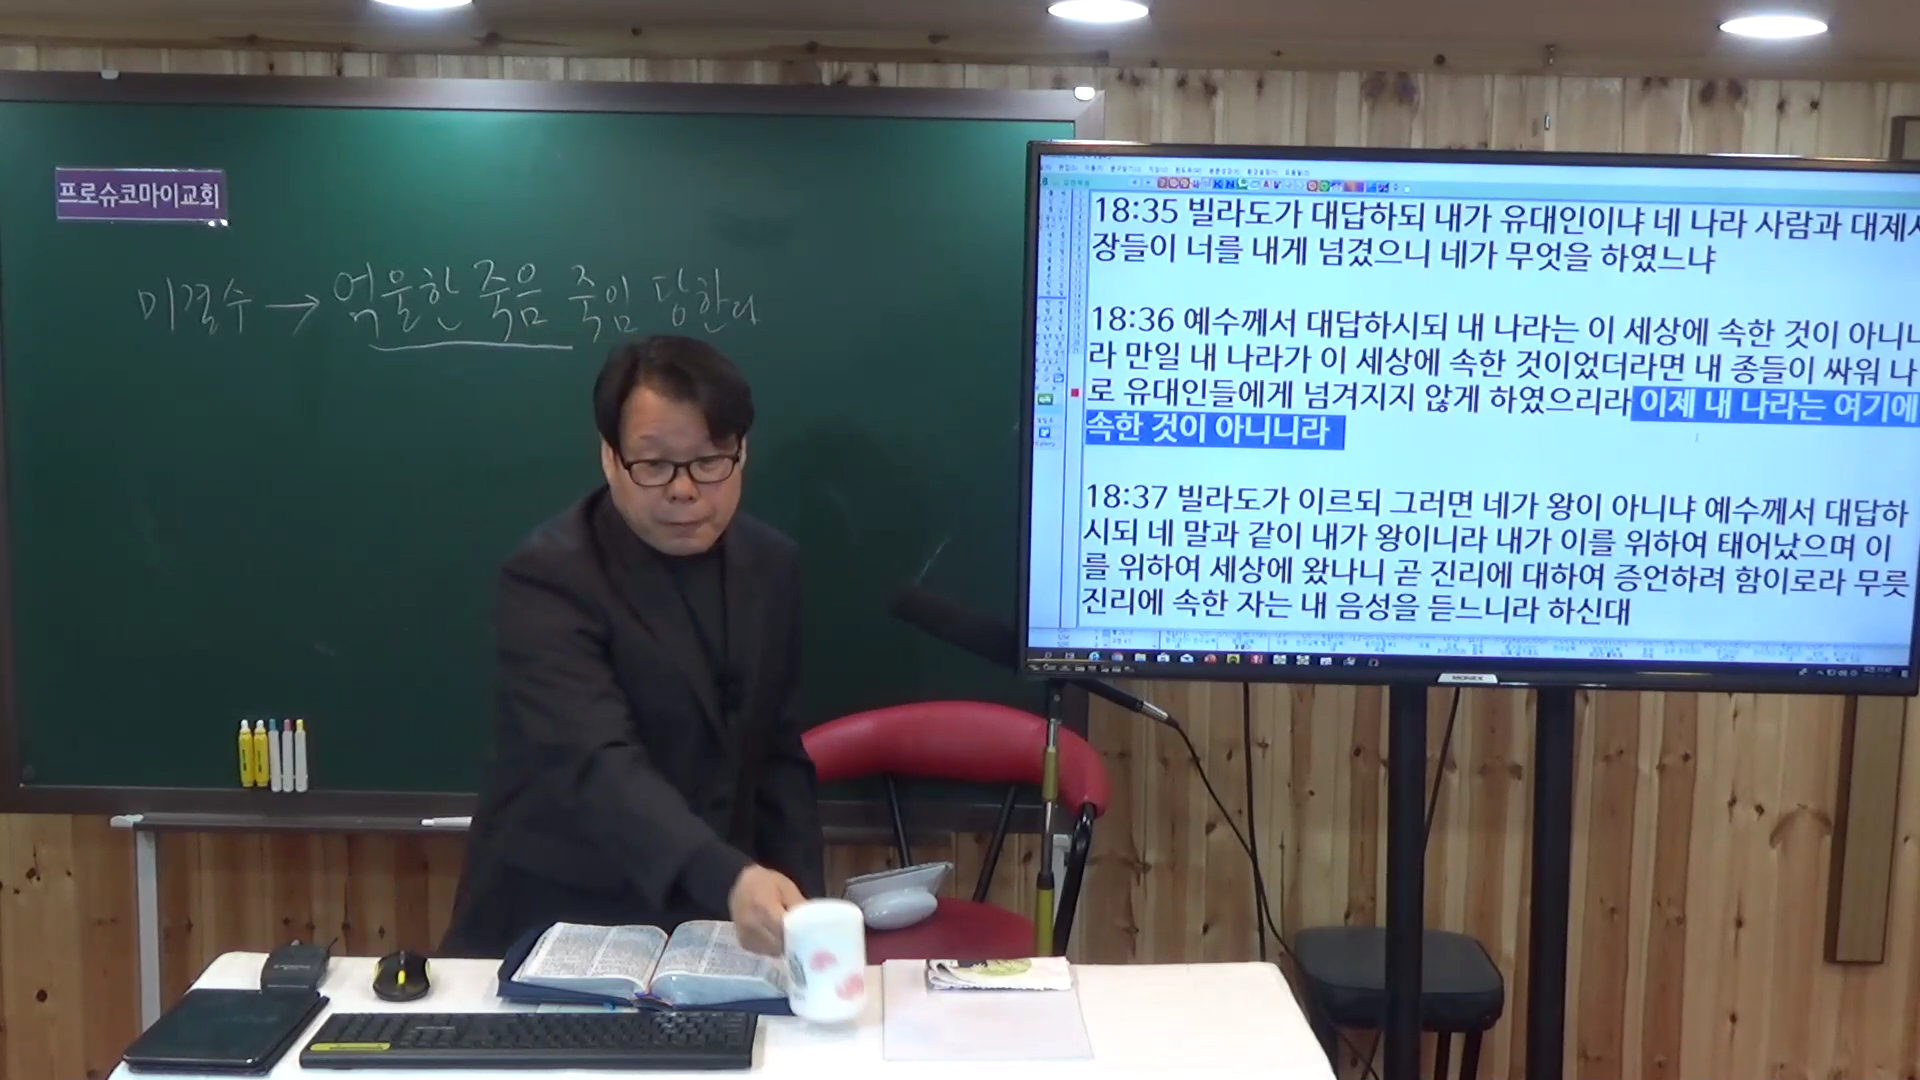 프로슈코마이교회
미결수 → 억울한 죽음 죽임 당한다
18:35 빌라도가 대답하되 내가 유대인이냐 네 나라 사람과 대제사
장들이 너를 내게 넘겼으니 네가 무엇을 하였느냐
18:36 예수께서 대답하시되 내 나라는 이 세상에 속한 것이 아니니
라 만일 내 나라가 이 세상에 속한 것이었더라면 내 종들이 싸워 나
로 유대인들에게 넘겨지지 않게 하였으리라 이제 내 나라는 여기에
속한 것이 아니니라
18:37 빌라도가 이르되 그러면 네가 왕이 아니냐 예수께서 대답하
시되 네 말과 같이 내가 왕이니라 내가 이를 위하여 태어났으며 이
를 위하여 세상에 왔나니 곧 진리에 대하여 증언하려 함이로라 무릇
진리에 속한 자는 내 음성을 듣느니라 하신대